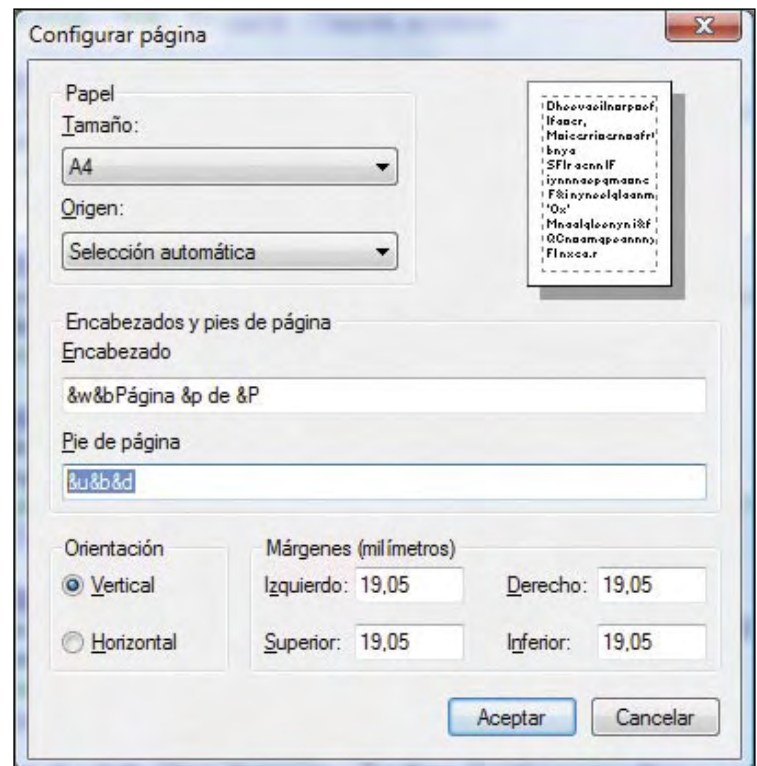 Configurar página
Papel
Tamaño:
A4
Origen:
Selección automática
Encabezados y pies de página
Encabezado
&w&bPágina &p de &P
Pie de página
&u&b&d
Orientación
Vertical
Horizontal
Márgenes (milímetros)
Izquierdo: 19,05 Derecho: 19,05
Superior: 19,05 Inferior: 19,05
Aceptar Cancelar